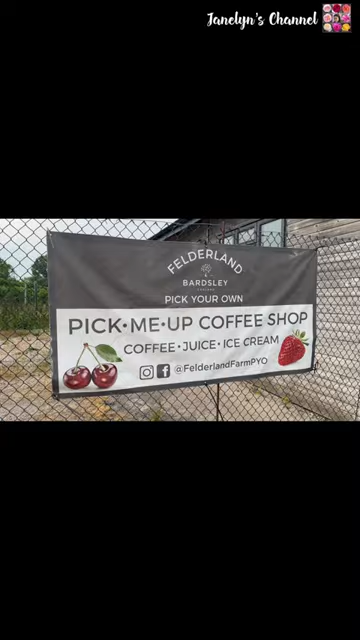 Janelyn's Channel
FELDERLAND
BARDSLEY
PICK YOUR OWN
PICK•ME•UP COFFEE SHOP
COFFEE•JUICE•ICE CREAM
@FelderlandFarmPYO